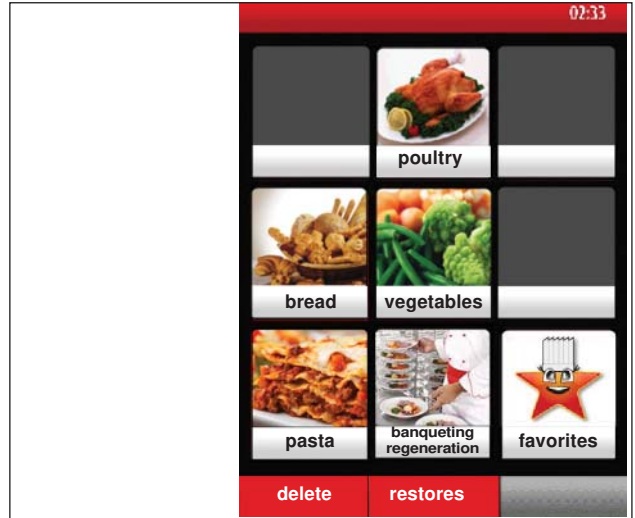 02:33
poultry
bread
vegetables
pasta
banqueting
regeneration
favorites
delete
restores